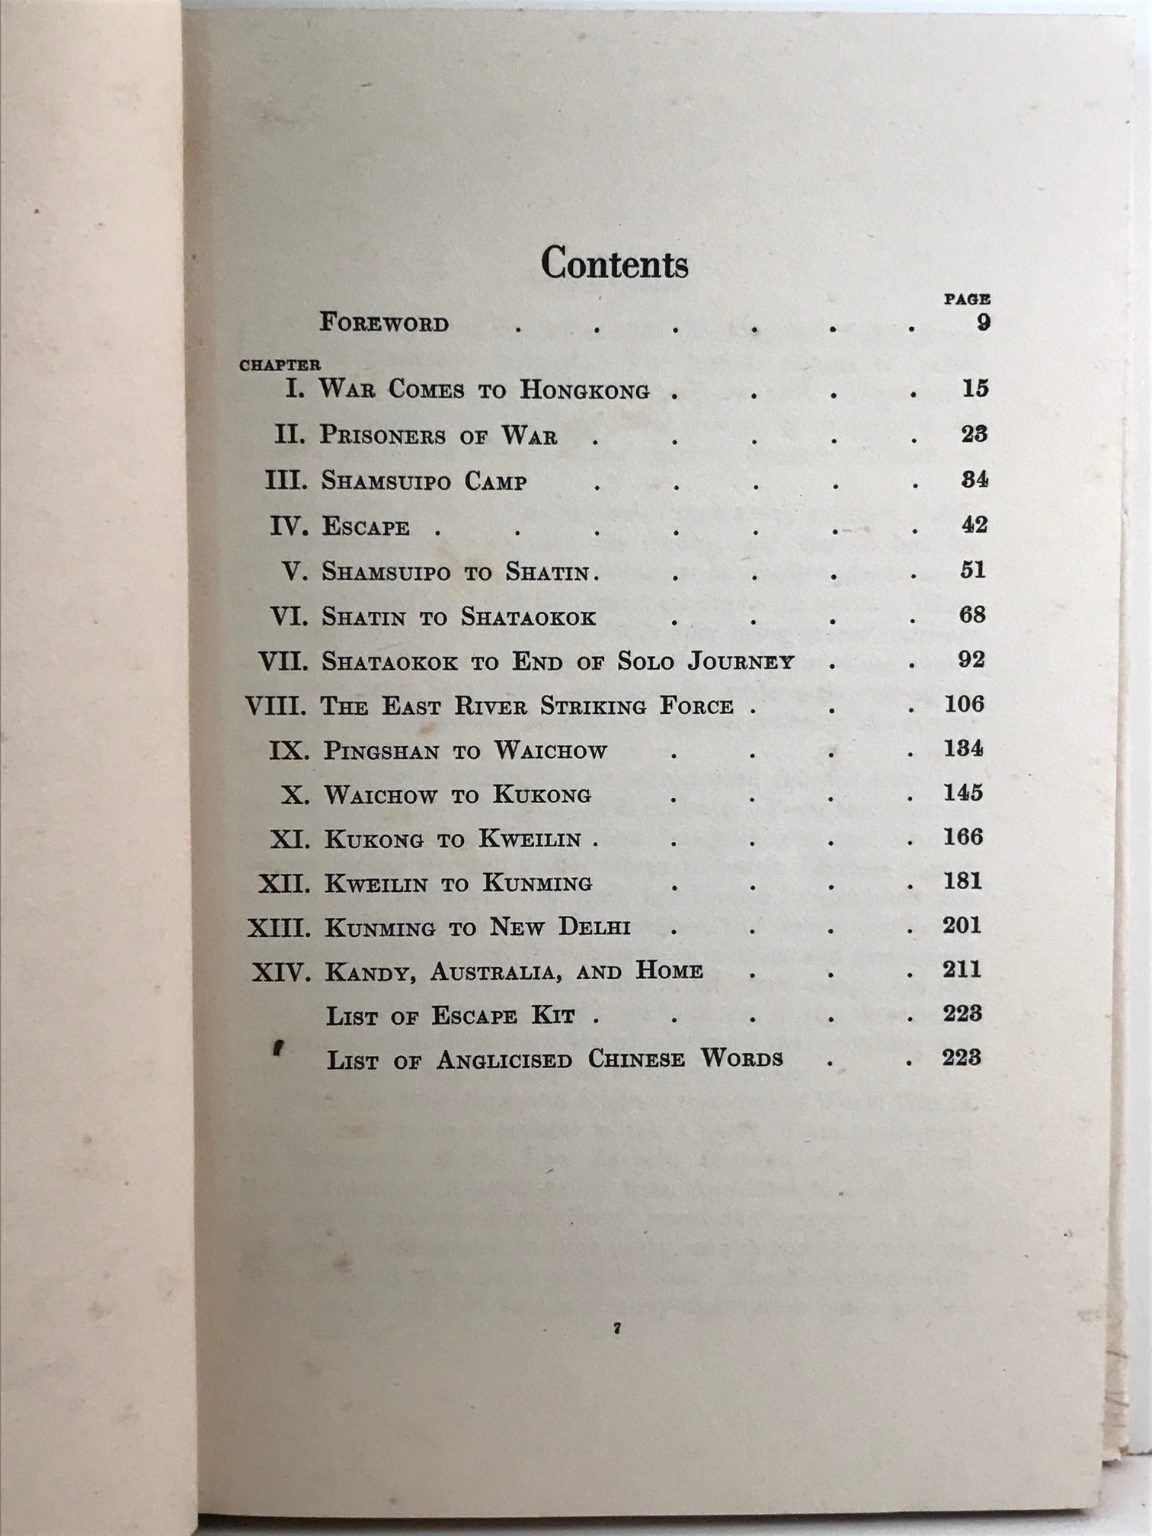 Contents
PAGE
FOREWORD . . . . . . 9
CHAPTER
I. WAR COMES TO HONGKONG . . . . 15
II. PRISONERS OF WAR . . . . . 23
III. SHAMSUIPO CAMP . . . . . 34
IV. ESCAPE . . . . . . . 42
V. SHAMSUIPO TO SHATIN . . . . . 51
VI. SHATIN TO SHATAOKOK . . . . 68
VII. SHATAOKOK TO END OF SOLO JOURNEY . . 92
VIII. THE EAST RIVER STRIKING FORCE . . . 106
IX. PINGSHAN TO WAICHOW . . . . 134
X. WAICHOW TO KUKONG . . . . 145
XI. KUKONG TO KWEILIN . . . . . 166
XII. KWEILIN TO KUNMING . . . . 181
XIII. KUNMING TO NEW DELHI . . . . 201
XIV. KANDY, AUSTRALIA, AND HOME . . . 211
LIST OF ESCAPE KIT . . . . . 223
LIST OF ANGLICISED CHINESE WORDS . . 223
7